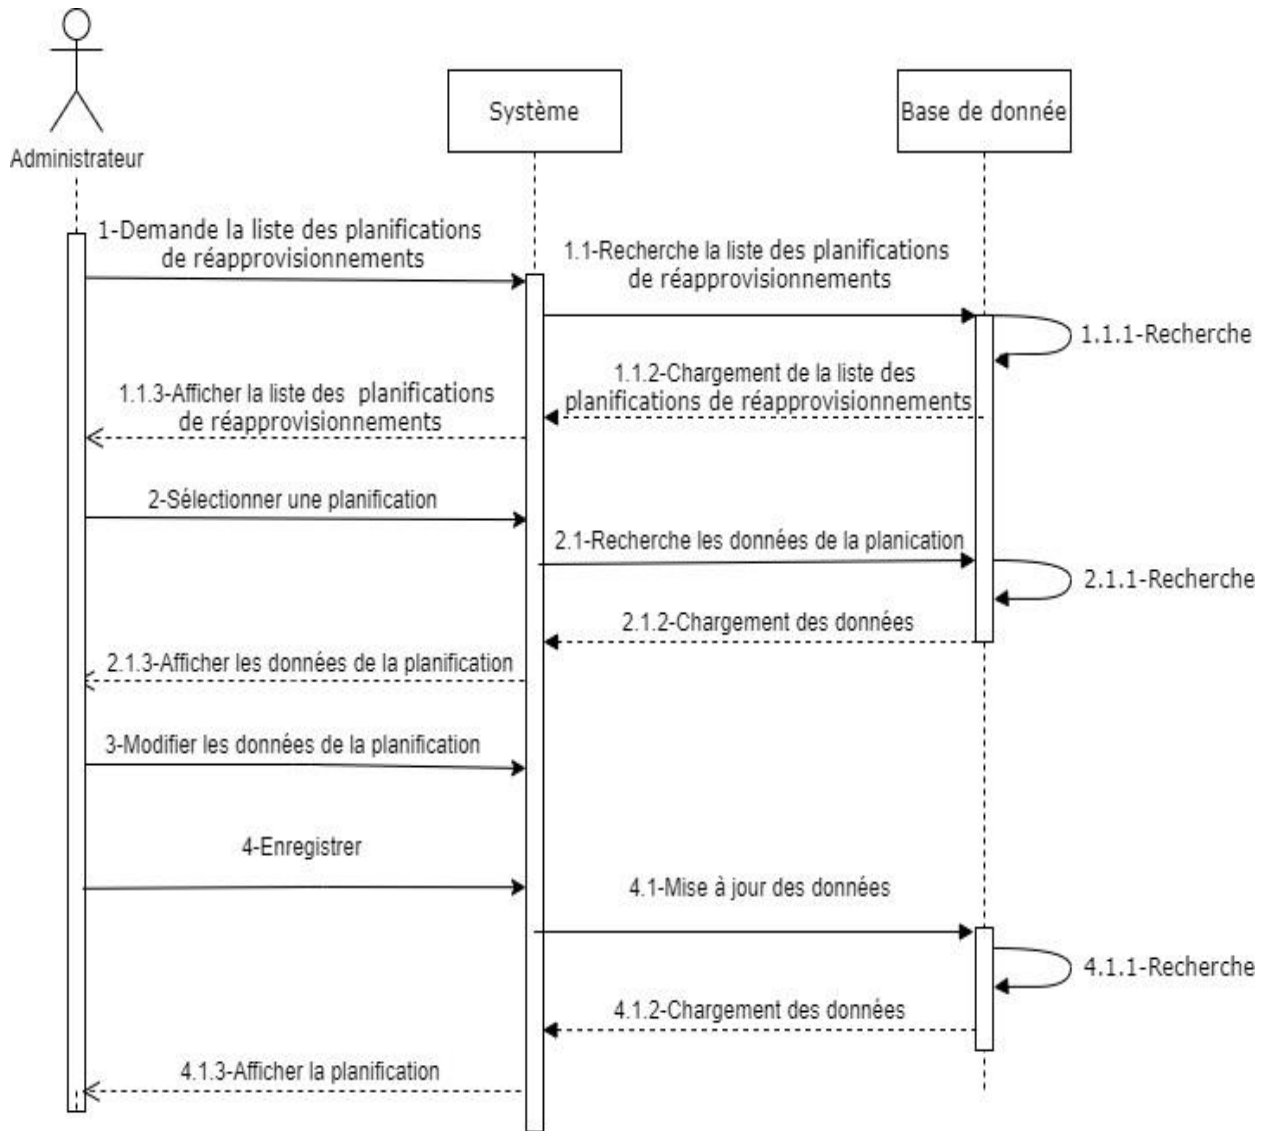 Système
Base de donnée
Administrateur
1-Demande la liste des planifications
de réapprovisionnements
1.1-Recherche la liste des planifications
de réapprovisionnements
1.1.1-Recherche
1.1.2-Chargement de la liste des
planifications de réapprovisionnements
1.1.3-Afficher la liste des planifications
de réapprovisionnements
2-Sélectionner une planification
2.1-Recherche les données de la planication
2.1.1-Recherche
2.1.2-Chargement des données
2.1.3-Afficher les données de la planification
3-Modifier les données de la planification
4-Enregistrer
4.1-Mise à jour des données
4.1.1-Recherche
4.1.2-Chargement des données
4.1.3-Afficher la planification